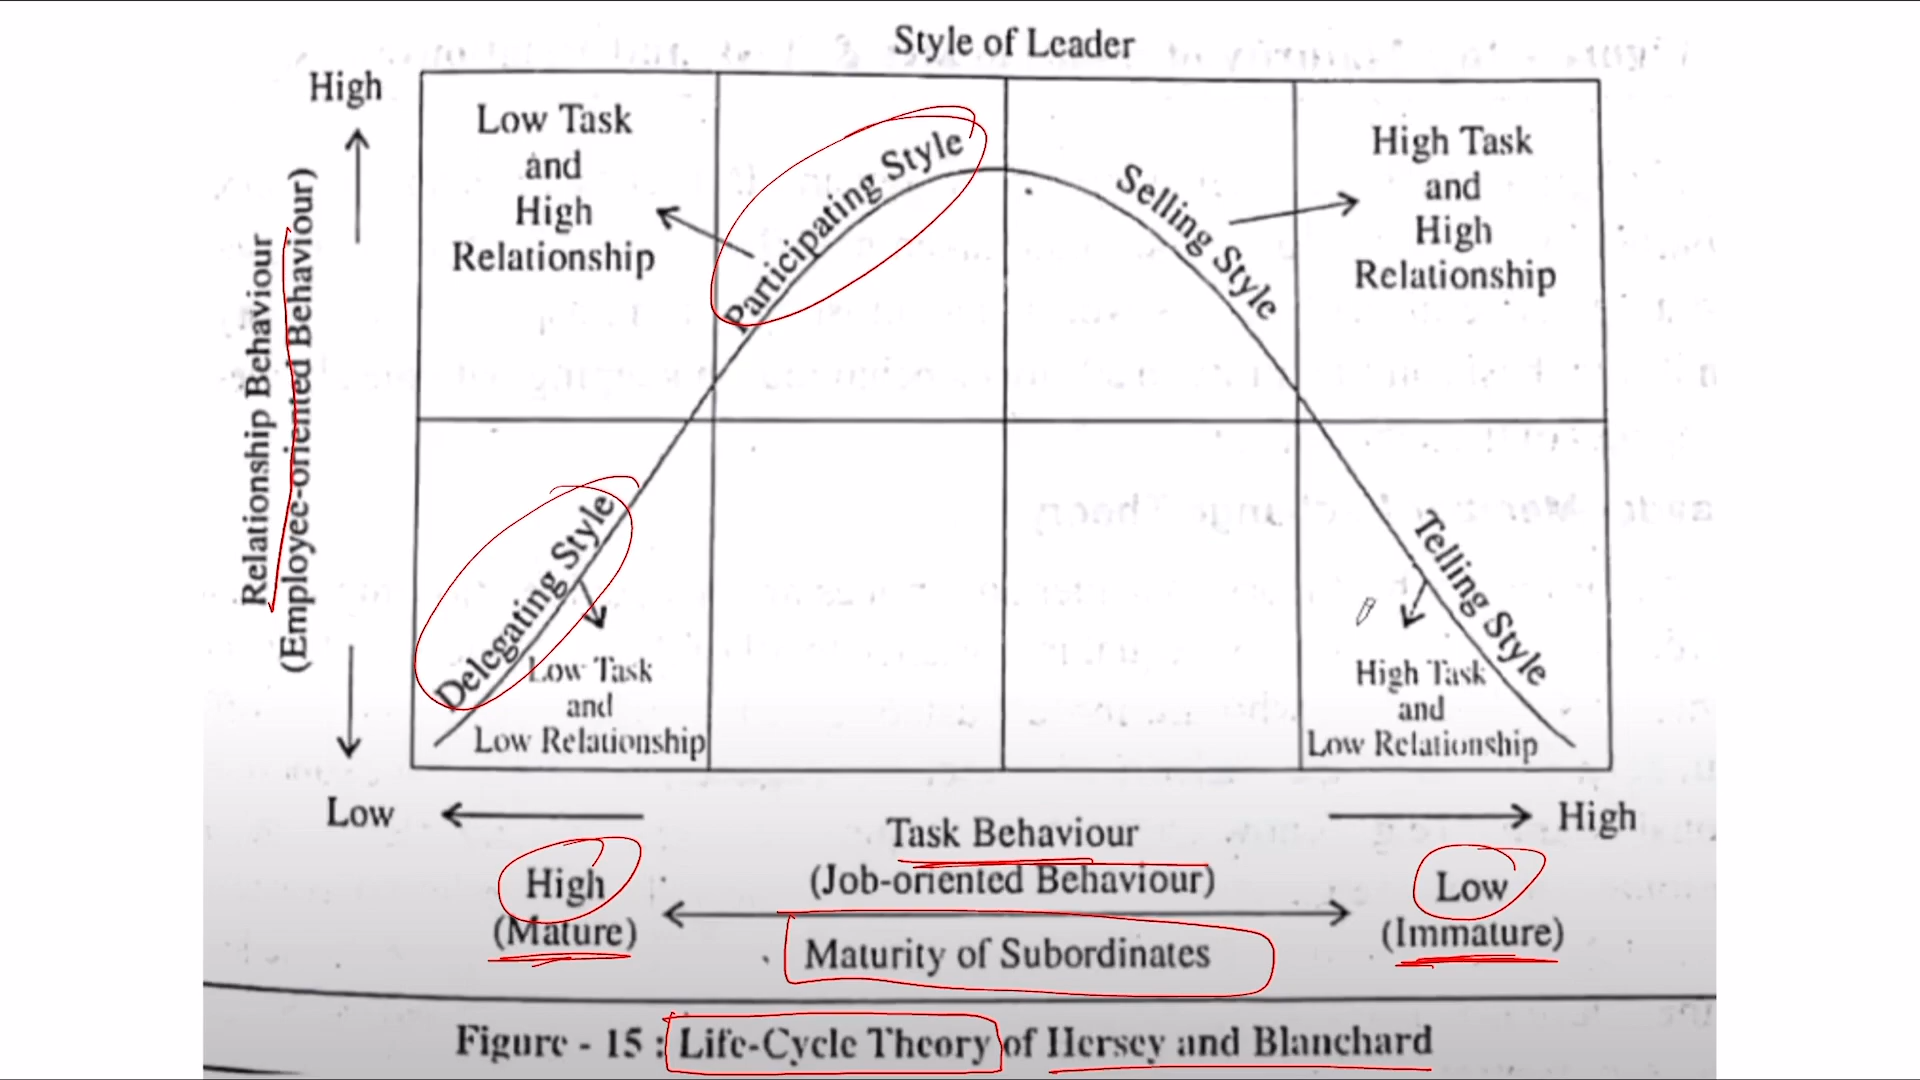 Style of Leader
High
Low Task
and
High
Relationship
Participating Style
Selling Style
High Task
and
High
Relationship
Relationship Behaviour
(Employee-oriented Behaviour)
Delegating Style
Low Task
and
Low Relationship
Telling Style
High Task
and
Low Relationship
Low
Task Behaviour
High
High
(Job-oriented Behaviour)
Low
(Mature)
Maturity of Subordinates
(Immature)
Figure - 15 : Life-Cycle Theory of Hersey and Blanchard